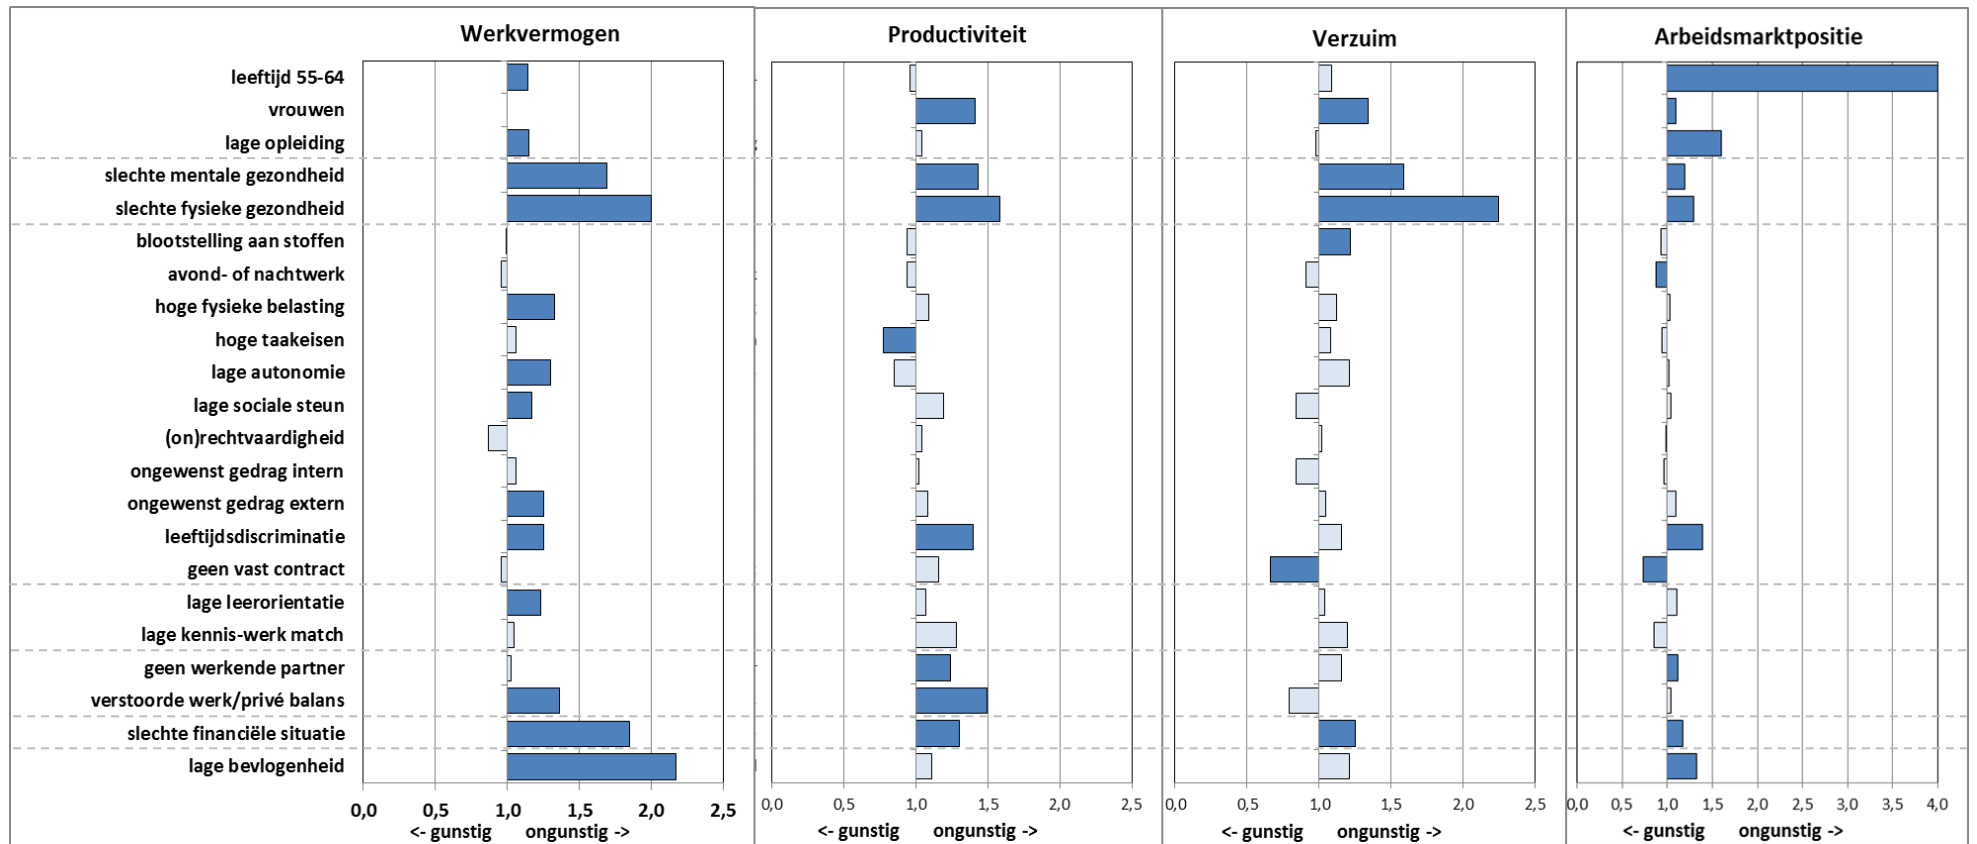 Werkvermogen
Productiviteit
Verzuim
Arbeidsmarktpositie
leeftijd 55-64
vrouwen
lage opleiding
slechte mentale gezondheid
slechte fysieke gezondheid
blootstelling aan stoffen
avond- of nachtwerk
hoge fysieke belasting
hoge taakeisen
lage autonomie
lage sociale steun
(on)rechtvaardigheid
ongewenst gedrag intern
ongewenst gedrag extern
leeftijdsdiscriminatie
geen vast contract
lage leerorientatie
lage kennis-werk match
geen werkende partner
verstoorde werk/privé balans
slechte financiële situatie
lage bevlogenheid
0,0 0,5 1,0 1,5 2,0 2,5
<- gunstig ongunstig ->
0,0 0,5 1,0 1,5 2,0 2,5
<- gunstig ongunstig ->
0,0 0,5 1,0 1,5 2,0 2,5
<- gunstig ongunstig ->
0,0 0,5 1,0 1,5 2,0 2,5 3,0 3,5 4,0
<- gunstig ongunstig ->